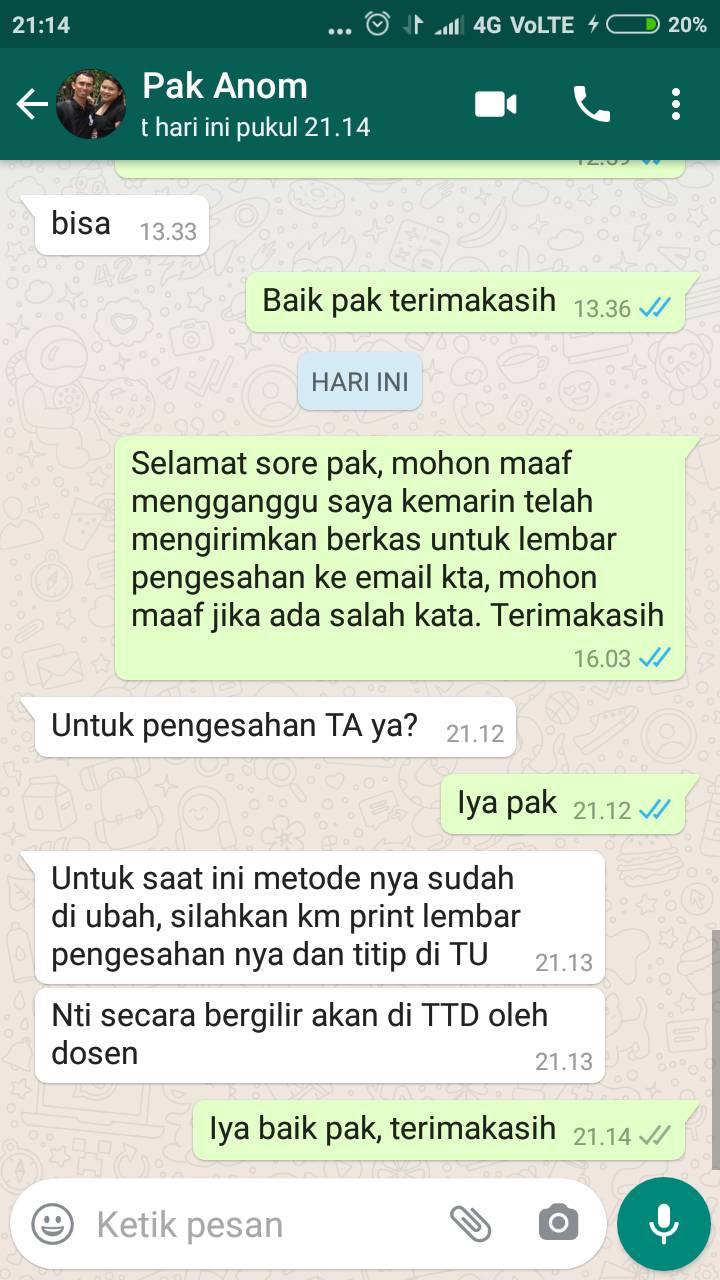 21:14
... 4G VoLTE 20%
Pak Anom
t hari ini pukul 21.14
bisa 13.33
Baik pak terimakasih 13.36
HARI INI
Selamat sore pak, mohon maaf
mengganggu saya kemarin telah
mengirimkan berkas untuk lembar
pengesahan ke email kta, mohon
maaf jika ada salah kata. Terimakasih
16.03
Untuk pengesahan TA ya? 21.12
Iya pak 21.12
Untuk saat ini metode nya sudah
di ubah, silahkan km print lembar
pengesahan nya dan titip di TU 21.13
Nti secara bergilir akan di TTD oleh
dosen 21.13
Iya baik pak, terimakasih 21.14
Ketik pesan